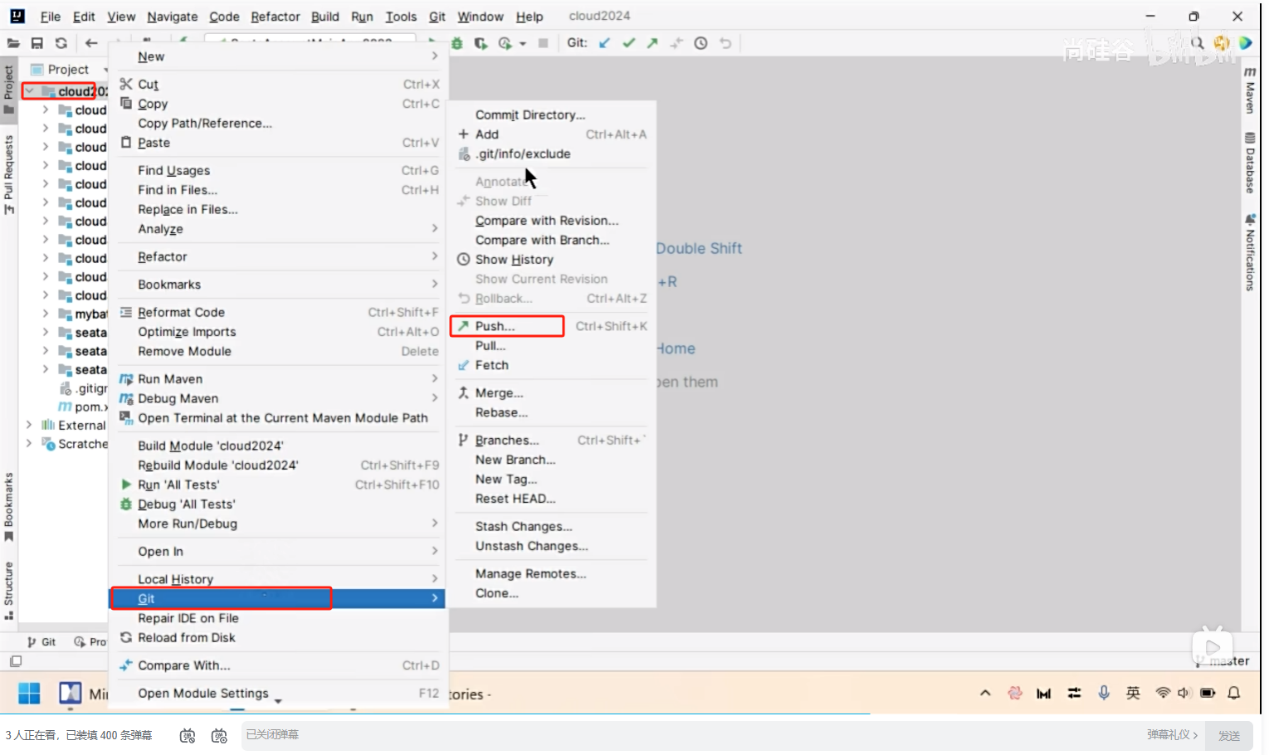 File Edit View Navigate Code Refactor Build Run Tools Git Window Help cloud2024
Git:
尚硅谷 bilibili
Project
Project
Pull Requests
Bookmarks
Structure
cloud202
cloud
cloud
cloud
cloud
cloud
cloud
cloud
cloud
cloud
cloud
cloud
mybat
seata
seata
seata
.gitign
pom.x
External
Scratche
New
Cut Ctrl+X
Copy Ctrl+C
Copy Path/Reference...
Paste Ctrl+V
Find Usages Ctrl+G
Find in Files... Ctrl+H
Replace in Files...
Analyze
Refactor
Bookmarks
Reformat Code Ctrl+Shift+F
Optimize Imports Ctrl+Alt+O
Remove Module Delete
Run Maven
Debug Maven
Open Terminal at the Current Maven Module Path
Build Module 'cloud2024'
Rebuild Module 'cloud2024' Ctrl+Shift+F9
Run 'All Tests' Ctrl+Shift+F10
Debug 'All Tests'
More Run/Debug
Open In
Local History
Git
Repair IDE on File
Reload from Disk
Compare With... Ctrl+D
Open Module Settings F12
Commit Directory...
Add Ctrl+Alt+A
.git/info/exclude
Annotate
Show Diff
Compare with Revision...
Compare with Branch...
Show History
Show Current Revision
Rollback... Ctrl+Alt+Z
Push... Ctrl+Shift+K
Pull...
Fetch
Merge...
Rebase...
Branches... Ctrl+Shift+`
New Branch...
New Tag...
Reset HEAD...
Stash Changes...
Unstash Changes...
Manage Remotes...
Clone...
Double Shift
+R
Home
pen them
m
Maven
Database
Notifications
Git Pro
master
Mi
tories -
英
3 人正在看，已装填 400 条弹幕
已关闭弹幕
弹幕礼仪 >
发送